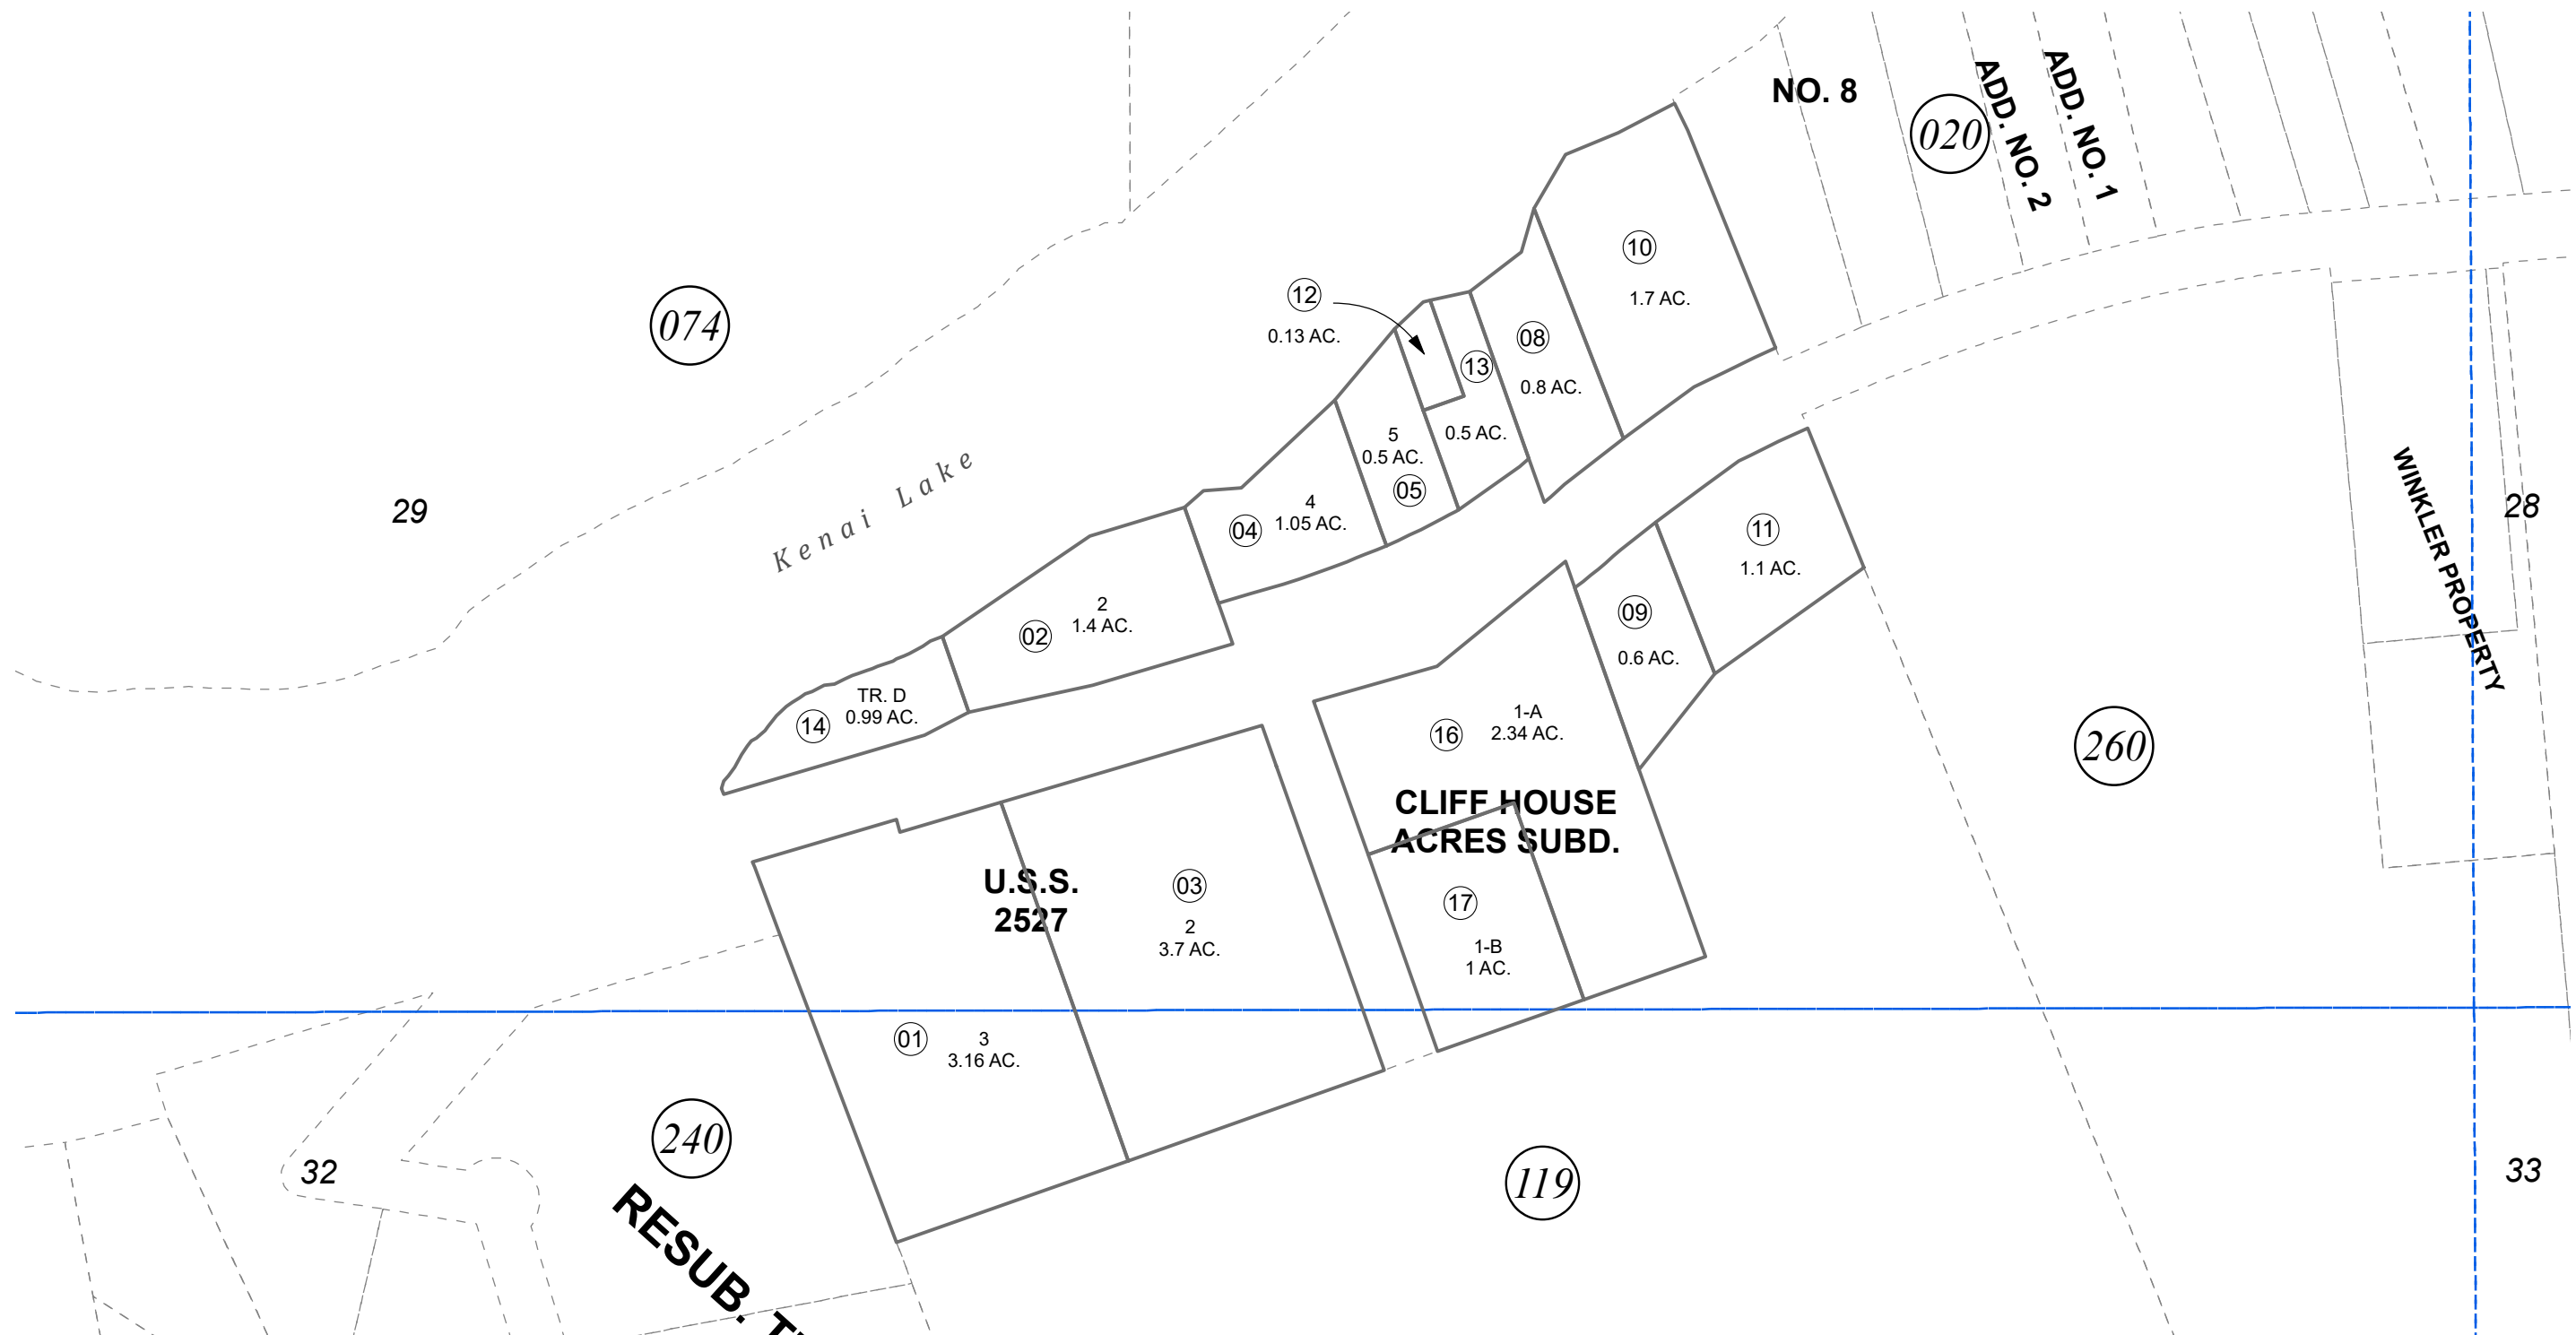 NO. 8
ADD. NO. 2
ADD. NO. 1
020
10
1.7 AC.
12
0.13 AC.
074
13
08
0.8 AC.
0.5 AC.
5
0.5 AC.
05
29
Kenai Lake
04
4
1.05 AC.
11
1.1 AC.
28
WINKLER PROPERTY
02
2
1.4 AC.
09
0.6 AC.
14
TR. D
0.99 AC.
16
1-A
2.34 AC.
260
CLIFF HOUSE
ACRES SUBD.
U.S.S.
2527
03
2
3.7 AC.
17
1-B
1 AC.
01
3
3.16 AC.
240
32
119
33
RESUB.